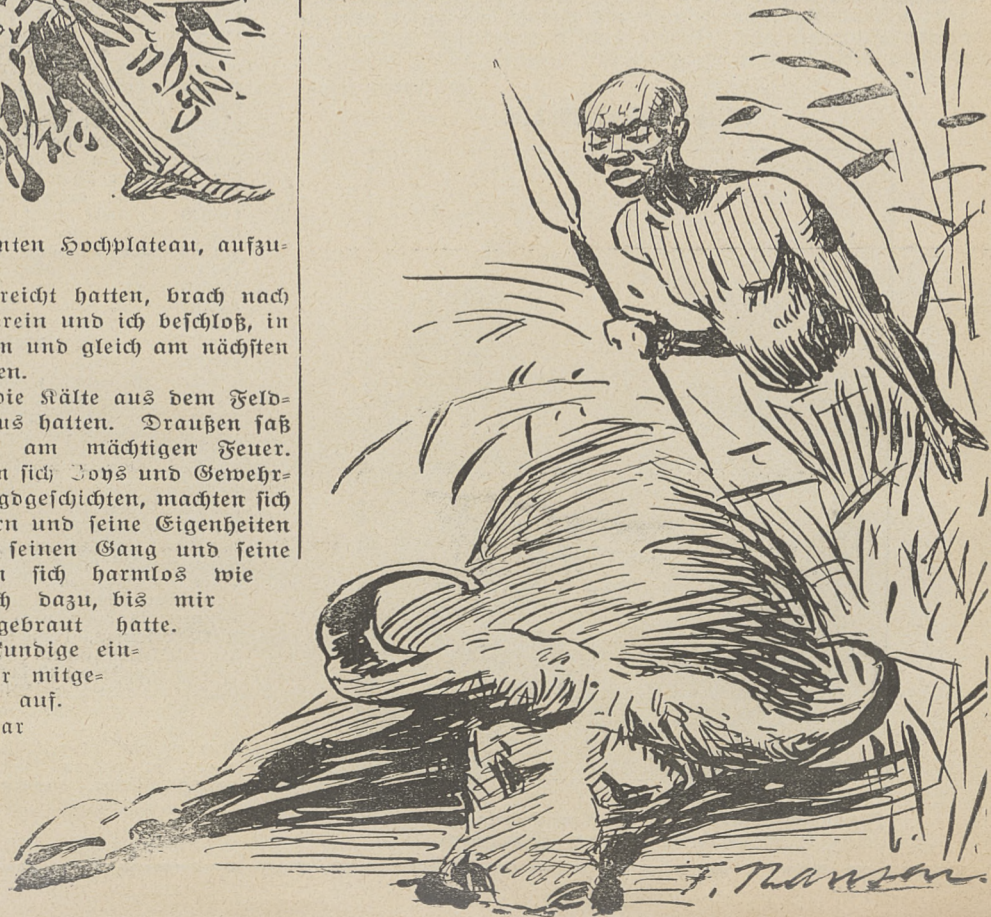 nten Hochplateau, aufzu=
reicht hatten, brach nach
rein und ich beschloß, in
n und gleich am nächsten
en.
die Kälte aus dem Feld=
us hatten. Draußen saß
am mächtigen Feuer.
n sich Boys und Gewehr=
gdgeschichten, machten sich
rn und seine Eigenheiten
seinen Gang und seine
n sich harmlos wie
h dazu, bis mir
gebraut hatte.
kundige ein=
r mitge=
auf.
ar